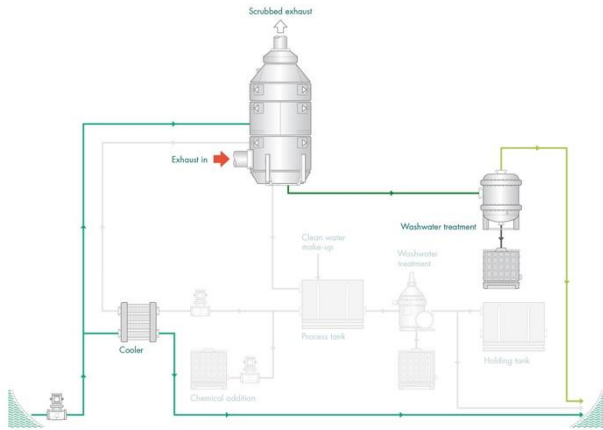 Scrubbed exhaust
Exhaust in
Washwater treatment
Clean water
make-up
Washwater
treatment
Cooler
Process tank
Holding tank
Chemical addition